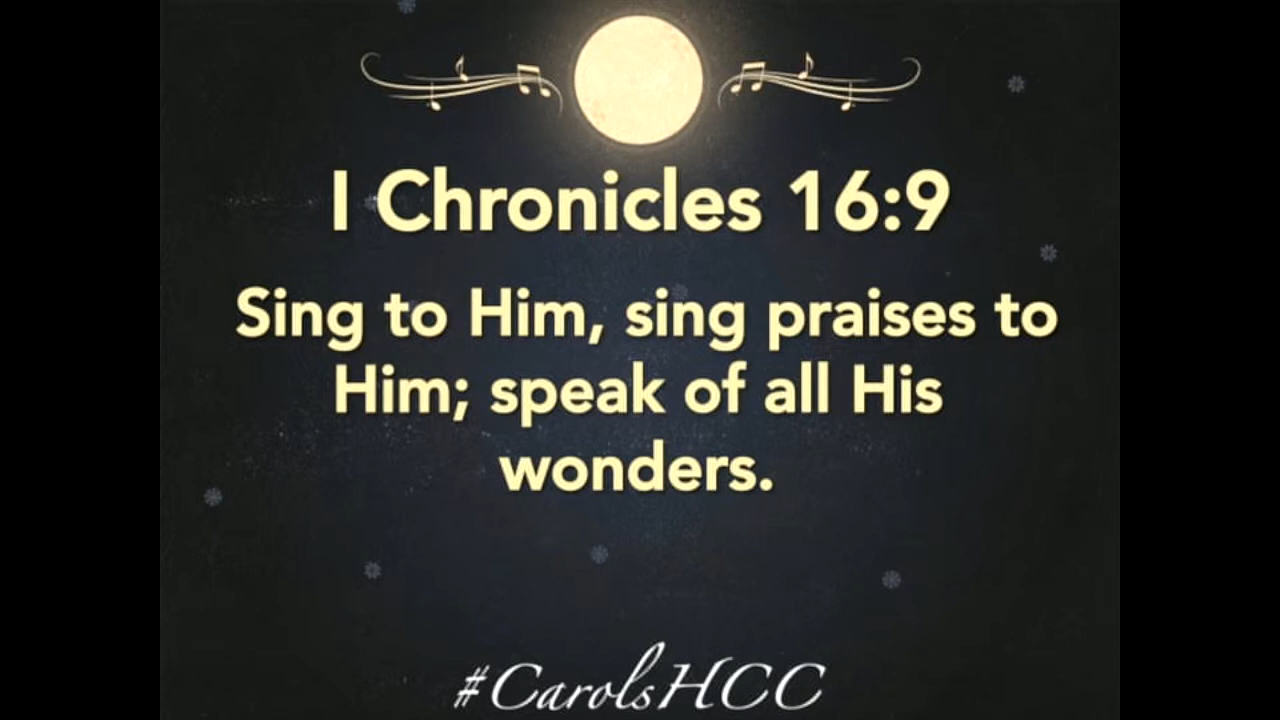 I Chronicles 16:9
Sing to Him, sing praises to
Him; speak of all His
wonders.
#CarolsHCC